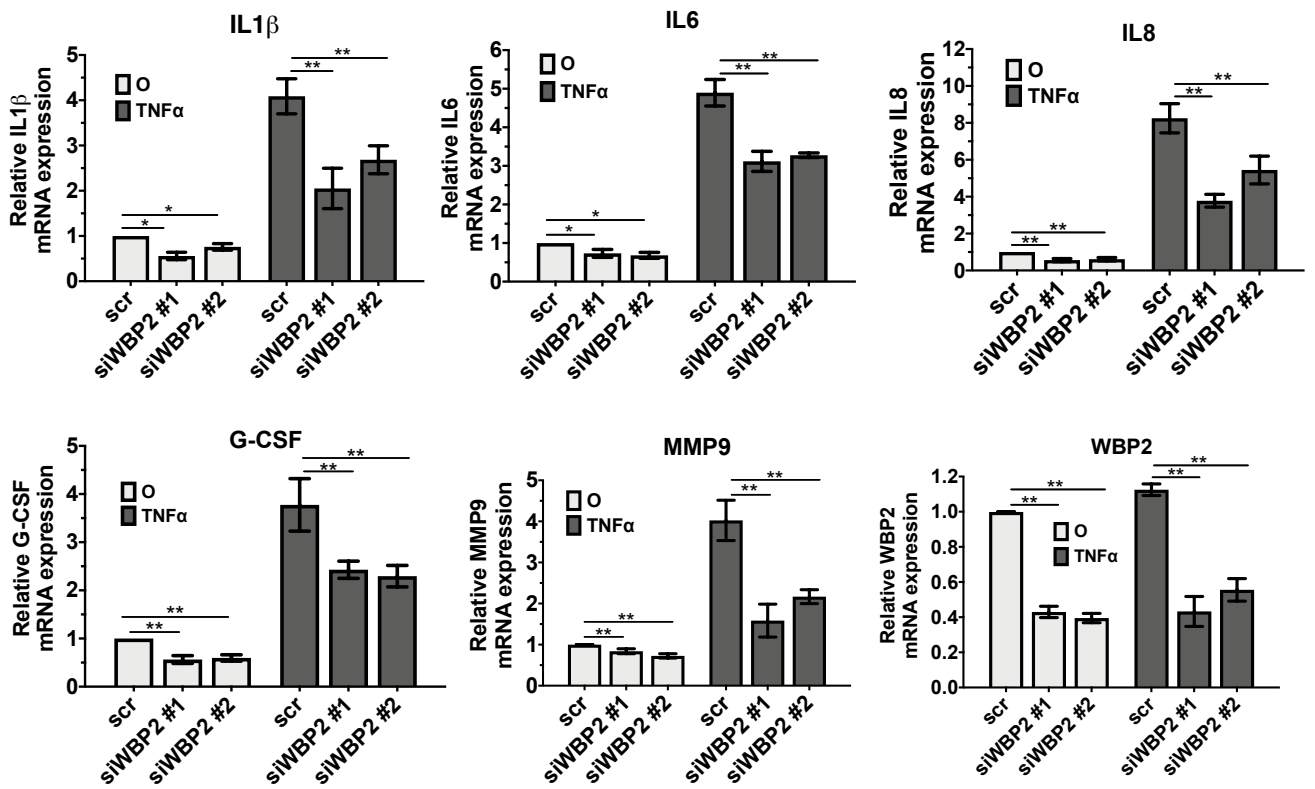 IL1β
Relative IL1β
mRNA expression
5
4
3
2
1
0
O
TNFα
*
*
**
**
scr
siWBP2 #1
siWBP2 #2
scr
siWBP2 #1
siWBP2 #2
IL6
Relative IL6
mRNA expression
6
5
4
3
2
1
0
O
TNFα
*
*
**
**
scr
siWBP2 #1
siWBP2 #2
scr
siWBP2 #1
siWBP2 #2
IL8
Relative IL8
mRNA expression
12
10
8
6
4
2
0
O
TNFα
**
**
**
**
scr
siWBP2 #1
siWBP2 #2
scr
siWBP2 #1
siWBP2 #2
G-CSF
Relative G-CSF
mRNA expression
5
4
3
2
1
0
O
TNFα
**
**
**
**
scr
siWBP2 #1
siWBP2 #2
scr
siWBP2 #1
siWBP2 #2
MMP9
Relative MMP9
mRNA expression
5
4
3
2
1
0
O
TNFα
**
**
**
**
scr
siWBP2 #1
siWBP2 #2
scr
siWBP2 #1
siWBP2 #2
WBP2
Relative WBP2
mRNA expression
1.2
1.0
0.8
0.6
0.4
0.2
0.0
O
TNFα
**
**
**
**
scr
siWBP2 #1
siWBP2 #2
scr
siWBP2 #1
siWBP2 #2